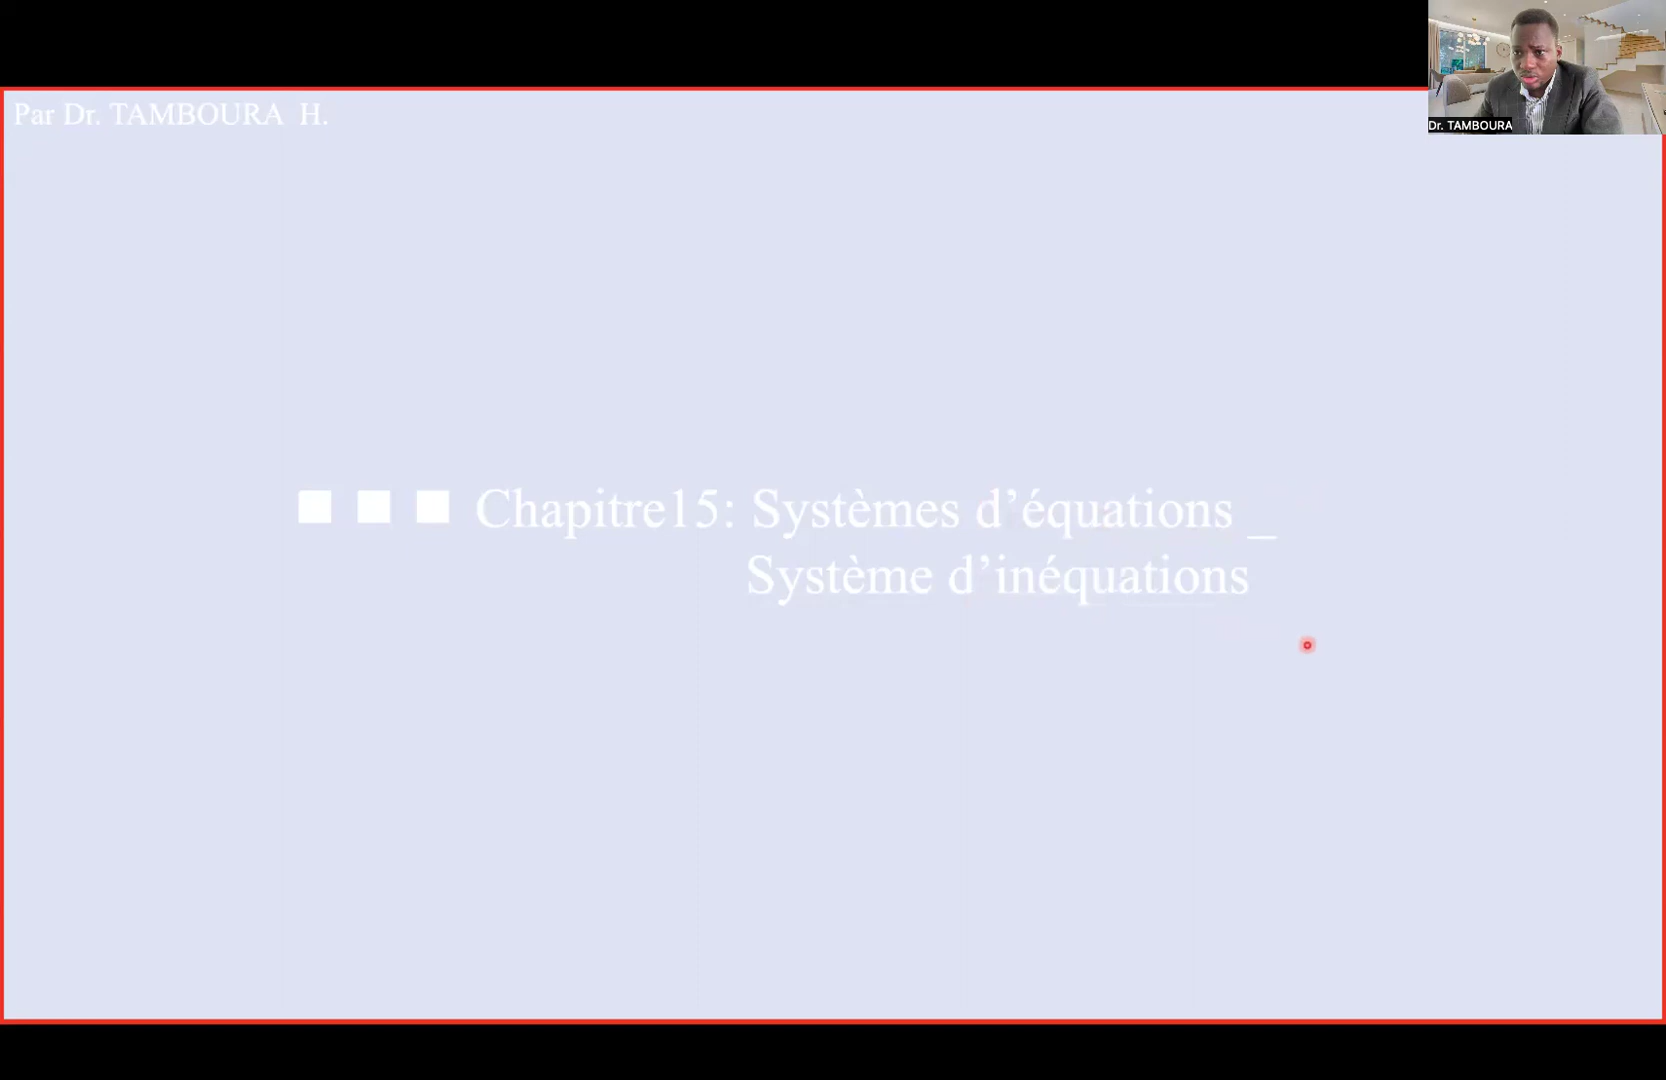 Par Dr. TAMBOURA H.
Dr. TAMBOURA
Chapitre15: Systèmes d’équations _
Système d’inéquations